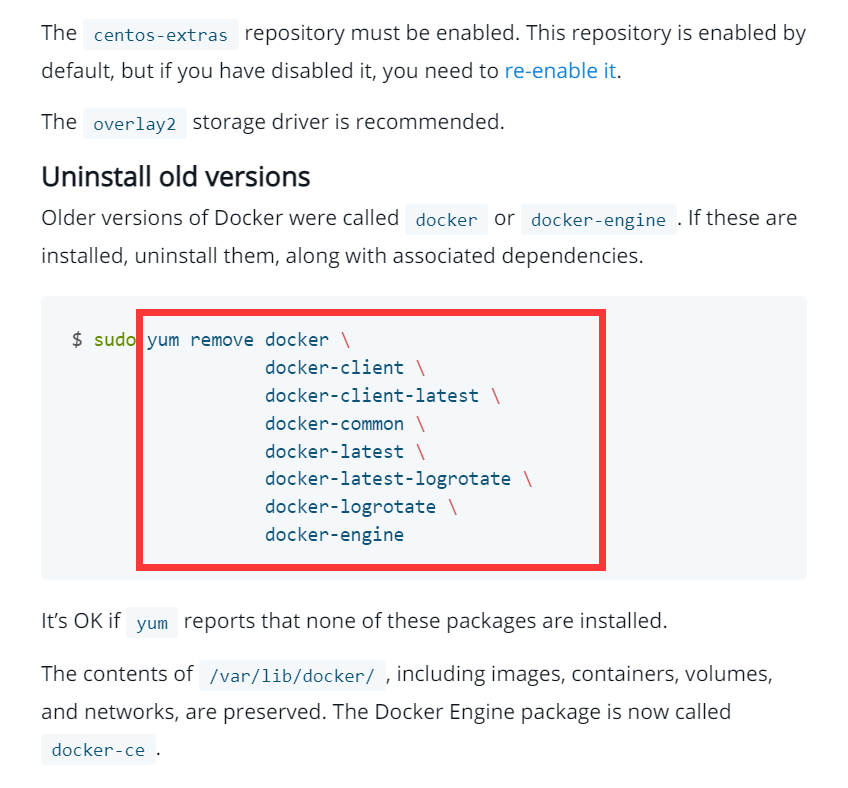 The centos-extras repository must be enabled. This repository is enabled by
default, but if you have disabled it, you need to re-enable it.
The overlay2 storage driver is recommended.
Uninstall old versions
Older versions of Docker were called docker or docker-engine . If these are
installed, uninstall them, along with associated dependencies.
$ sudo yum remove docker \
docker-client \
docker-client-latest \
docker-common \
docker-latest \
docker-latest-logrotate \
docker-logrotate \
docker-engine
It’s OK if yum reports that none of these packages are installed.
The contents of /var/lib/docker/ , including images, containers, volumes,
and networks, are preserved. The Docker Engine package is now called
docker-ce .